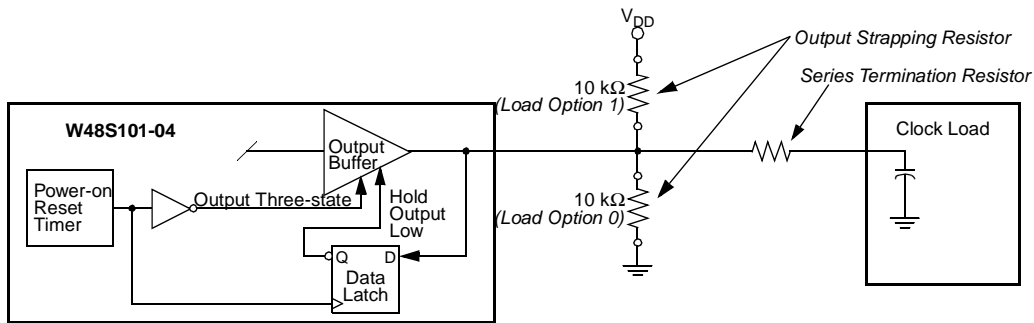 VDD
Output Strapping Resistor
Series Termination Resistor
10 kΩ
(Load Option 1)
W48S101-04
Output
Buffer
Clock Load
Power-on
Reset
Timer
Output Three-state
Hold
Output
Low
10 kΩ
(Load Option 0)
Q
D
Data
Latch